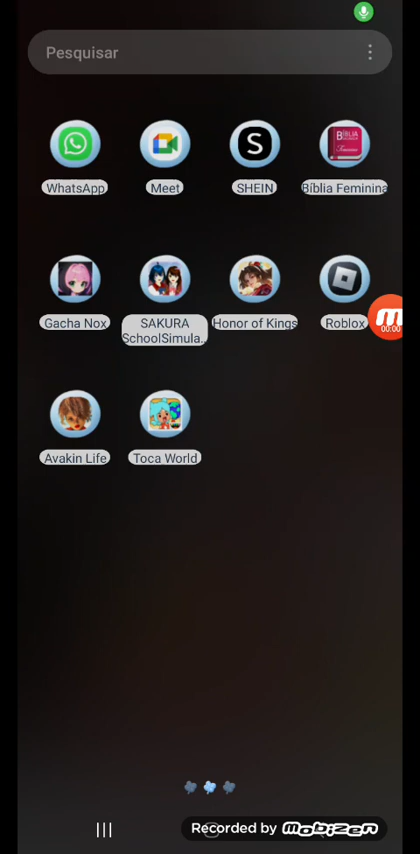 Pesquisar
WhatsApp
Meet
SHEIN
Bíblia Feminina
BÍBLIA
Gacha Nox
SAKURA
SchoolSimula..
Honor of Kings
Roblox
00:00
Avakin Life
Toca World
Recorded by mobizen